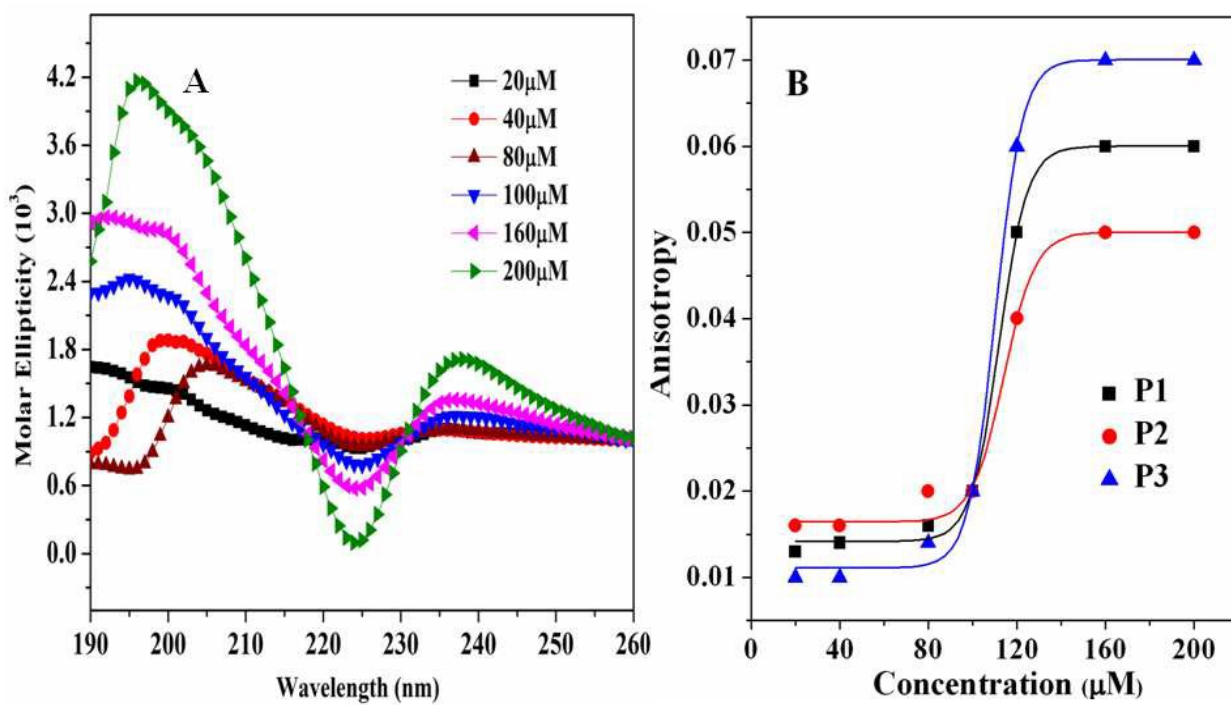 A
20μM
40μM
80μM
100μM
160μM
200μM
Molar Ellipticity (10³)
4.2
3.6
3.0
2.4
1.8
1.2
0.6
0.0
190 200 210 220 230 240 250 260
Wavelength (nm)
B
P1
P2
P3
Anisotropy
0.07
0.06
0.05
0.04
0.03
0.02
0.01
0 40 80 120 160 200
Concentration (μM)